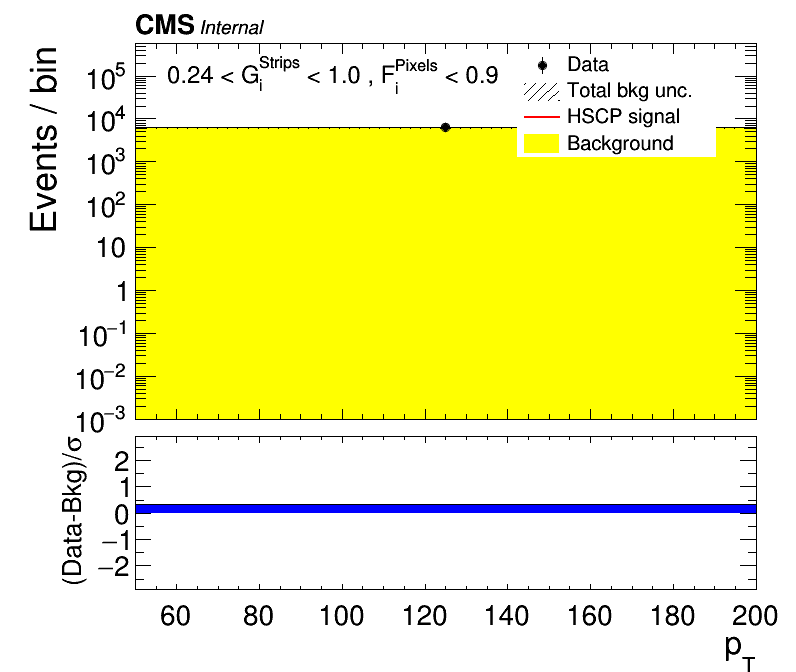 CMS Internal
Events / bin
0.24 < G_i^Strips < 1.0 , F_i^Pixels < 0.9
Data
Total bkg unc.
HSCP signal
Background
10^5
10^4
10^3
10^2
10
1
10^−1
10^−2
10^−3
(Data-Bkg)/σ
2
1
0
−1
−2
60 80 100 120 140 160 180 200
p_T